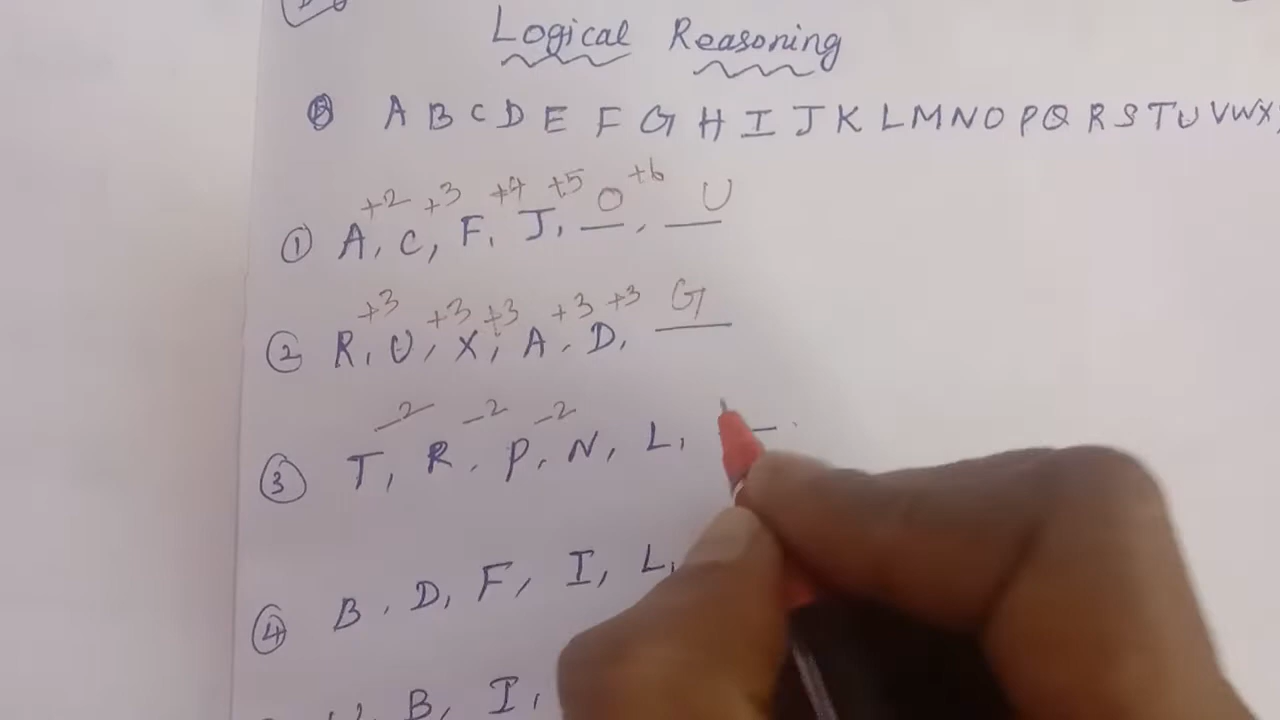 Logical Reasoning
A B C D E F G H I J K L M N O P Q R S T U V W X
+2 +3 +4 +5 +6
① A, C, F, J, O, U
+3 +3 +3 +3 +3
② R, U, X, A, D, G
-2 -2 -2
③ T, R, P, N, L,
④ B, D, F, I, L,
B, I,